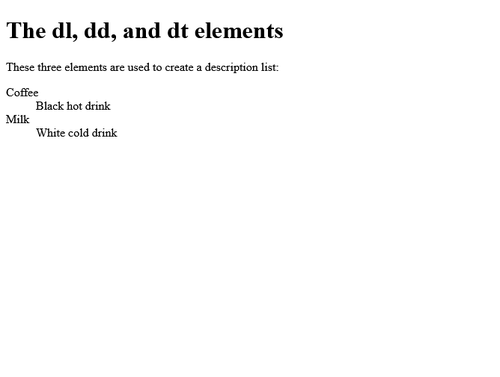 The dl, dd, and dt elements
These three elements are used to create a description list:
Coffee
Black hot drink
Milk
White cold drink